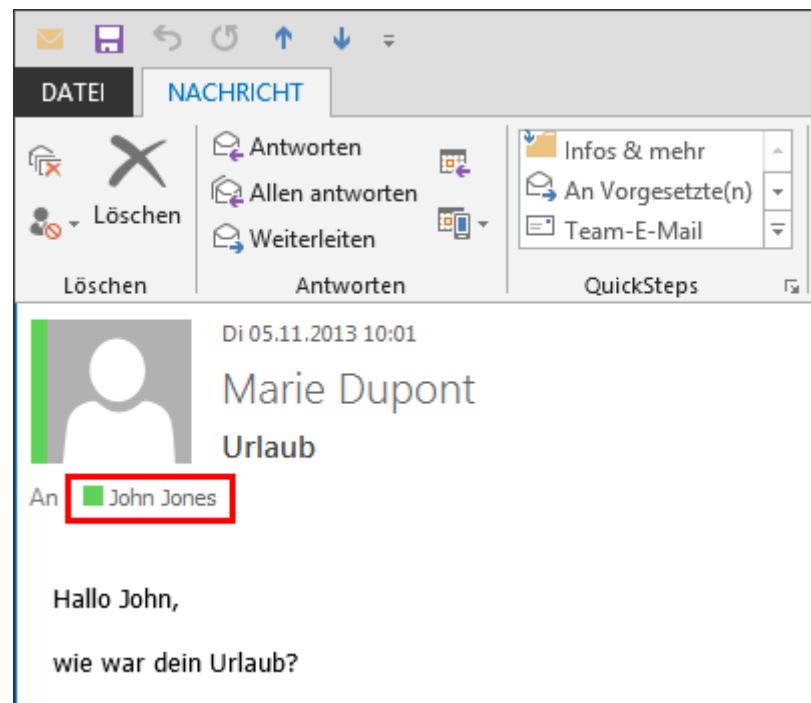 DATEI NACHRICHT
Löschen
Antworten
Allen antworten
Weiterleiten
Infos & mehr
An Vorgesetzte(n)
Team-E-Mail
Löschen Antworten QuickSteps
Di 05.11.2013 10:01
Marie Dupont
Urlaub
An John Jones
Hallo John,
wie war dein Urlaub?